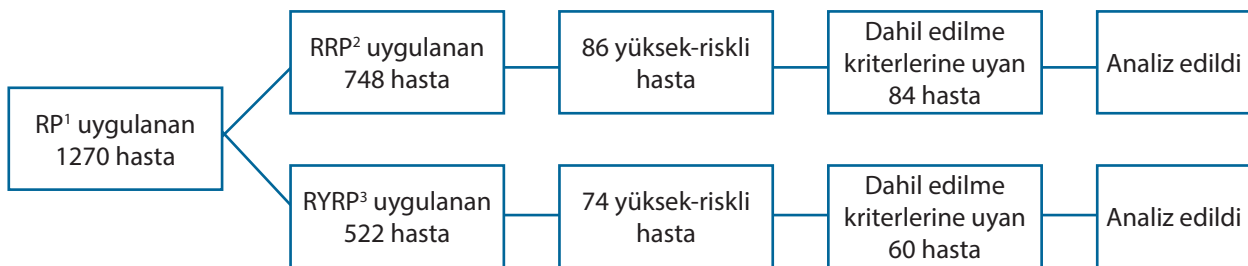 RP¹ uygulanan
1270 hasta
RRP² uygulanan
748 hasta
86 yüksek-riskli
hasta
Dahil edilme
kriterlerine uyan
84 hasta
Analiz edildi
RYRP³ uygulanan
522 hasta
74 yüksek-riskli
hasta
Dahil edilme
kriterlerine uyan
60 hasta
Analiz edildi